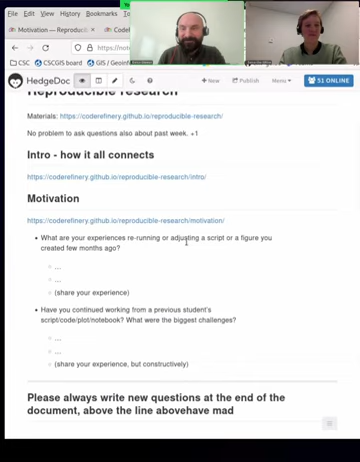 File Edit View History Bookmarks
Motivation — Reproducib
https://
CSC
CSCGIS board
GIS / Geoinf
HedgeDoc
New
Publish
Menu
51 ONLINE
Reproducible research
Materials: https://coderefinery.github.io/reproducible-research/
No problem to ask questions also about past week. +1
Intro - how it all connects
https://coderefinery.github.io/reproducible-research/intro/
Motivation
https://coderefinery.github.io/reproducible-research/motivation/
• What are your experiences re-running or adjusting a script or a figure you
created few months ago?
...
...
(share your experience)
• Have you continued working from a previous student's
script/code/plot/notebook? What were the biggest challenges?
...
...
(share your experience, but constructively)
Please always write new questions at the end of the
document, above the line abovehave mad